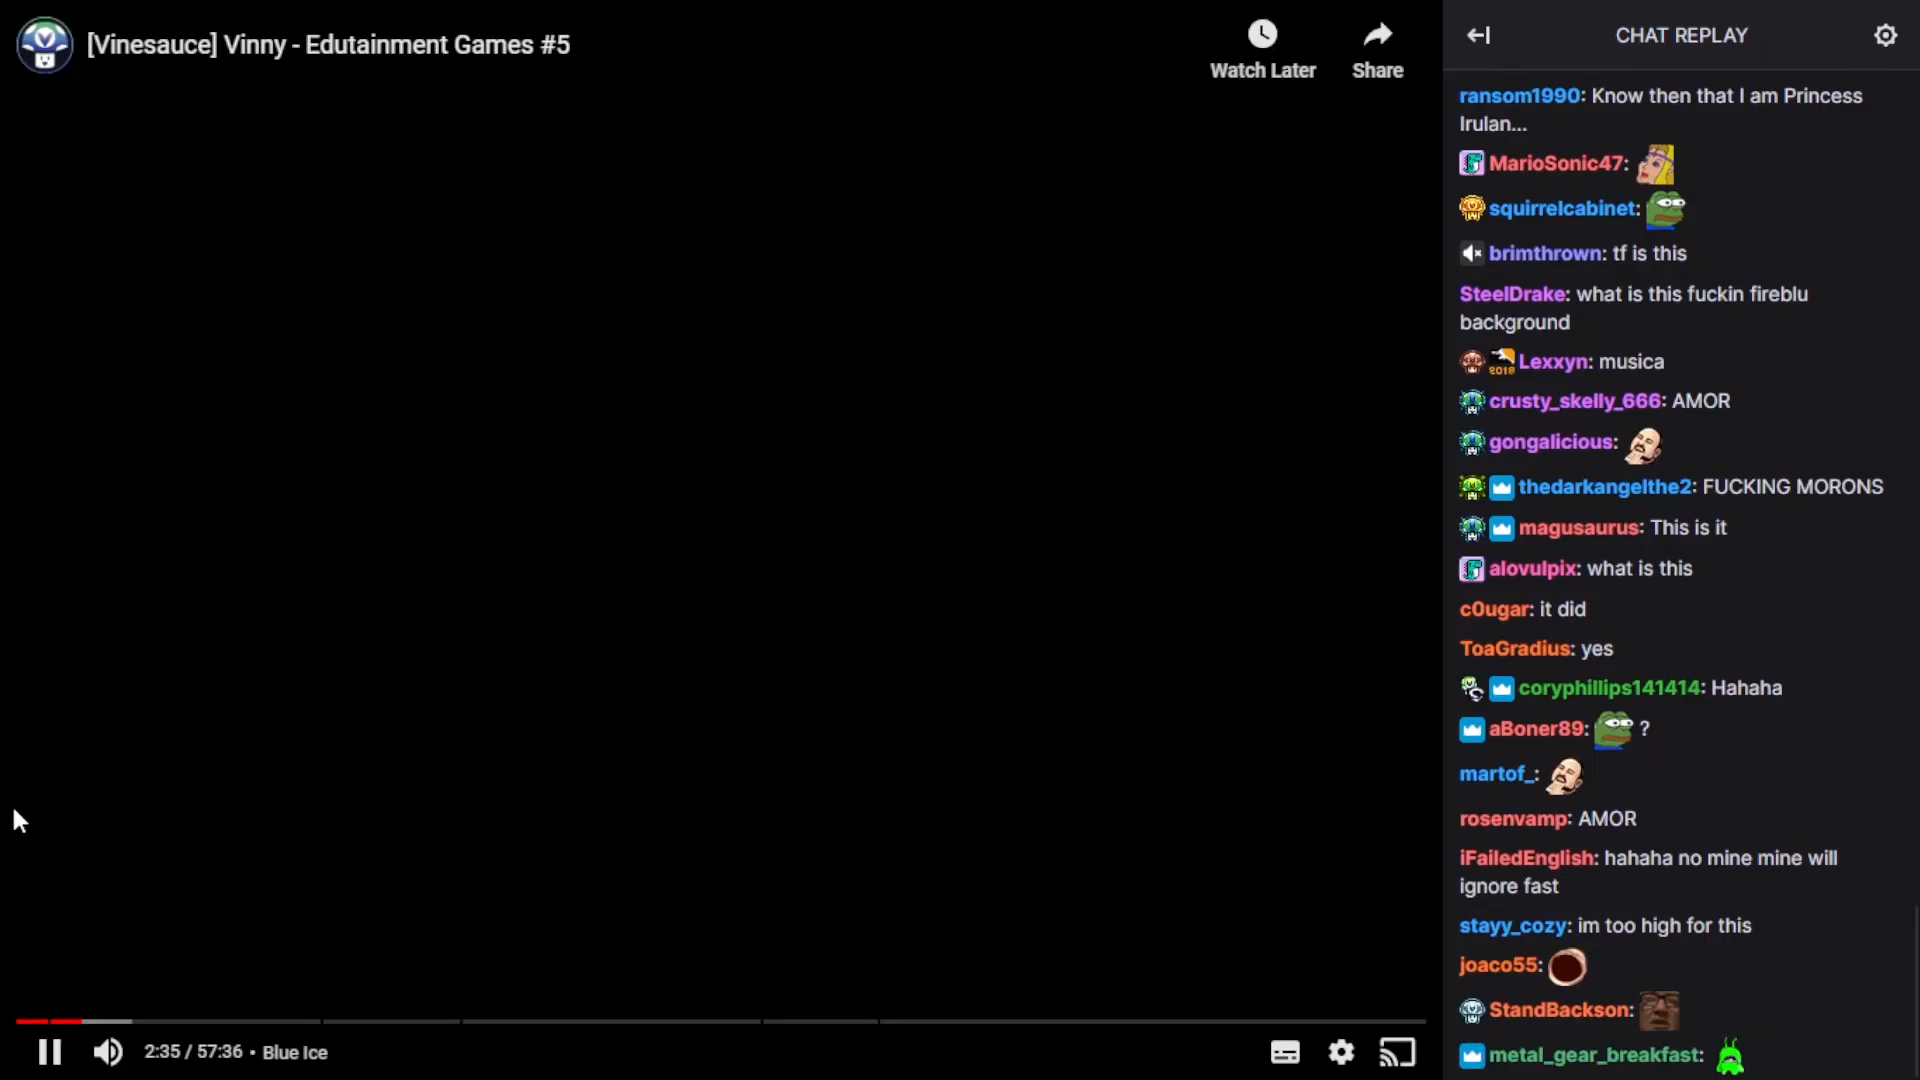 [Vinesauce] Vinny - Edutainment Games #5
Watch Later
Share
2:35 / 57:36 • Blue Ice
CHAT REPLAY
ransom1990: Know then that I am Princess
Irulan...
MarioSonic47:
squirrelcabinet:
brimthrown: tf is this
SteelDrake: what is this fuckin fireblu
background
2018 Lexxyn: musica
crusty_skelly_666: AMOR
gongalicious:
thedarkangelthe2: FUCKING MORONS
magusaurus: This is it
alovulpix: what is this
c0ugar: it did
ToaGradius: yes
coryphillips141414: Hahaha
aBoner89: ?
martof_:
rosenvamp: AMOR
iFailedEnglish: hahaha no mine mine will
ignore fast
stayy_cozy: im too high for this
joaco55:
StandBackson:
metal_gear_breakfast: